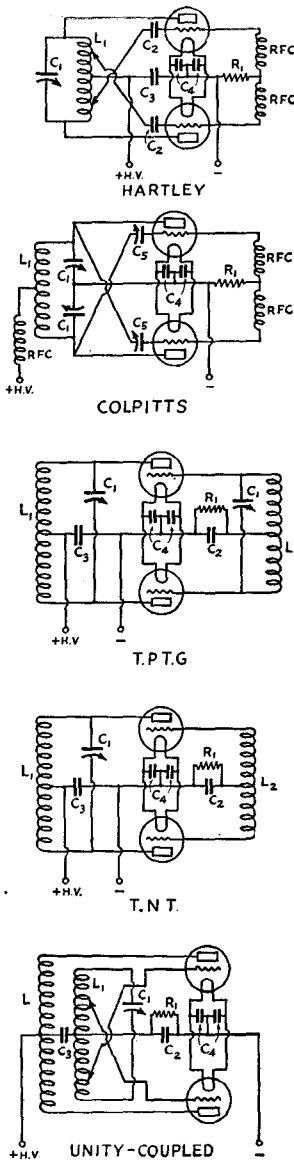 C1 L1 C2 RFC
C3 C4 R1
RFC
C2
+H.V. −
HARTLEY
L1 C1 C5 RFC
C4 R1
C1 C5 RFC
RFC
+H.V. −
COLPITTS
L1 C1 R1 C1
C3 C4 C2 L
+H.V −
T.P.T.G
L1 C1 R1
C3 C4 C2 L2
+H.V. −
T.N.T.
L L1 C1 R1
C3 C2 C4
+H.V. −
UNITY-COUPLED